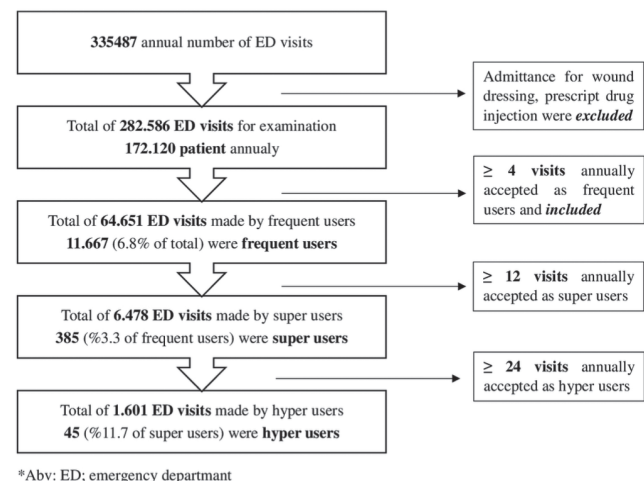 335487 annual number of ED visits
Admittance for wound
dressing, prescript drug
injection were excluded
Total of 282.586 ED visits for examination
172.120 patient annualy
≥ 4 visits annually
accepted as frequent
users and included
Total of 64.651 ED visits made by frequent users
11.667 (6.8% of total) were frequent users
≥ 12 visits annually
accepted as super users
Total of 6.478 ED visits made by super users
385 (%3.3 of frequent users) were super users
≥ 24 visits annually
accepted as hyper users
Total of 1.601 ED visits made by hyper users
45 (%11.7 of super users) were hyper users
*Abv: ED; emergency departmant